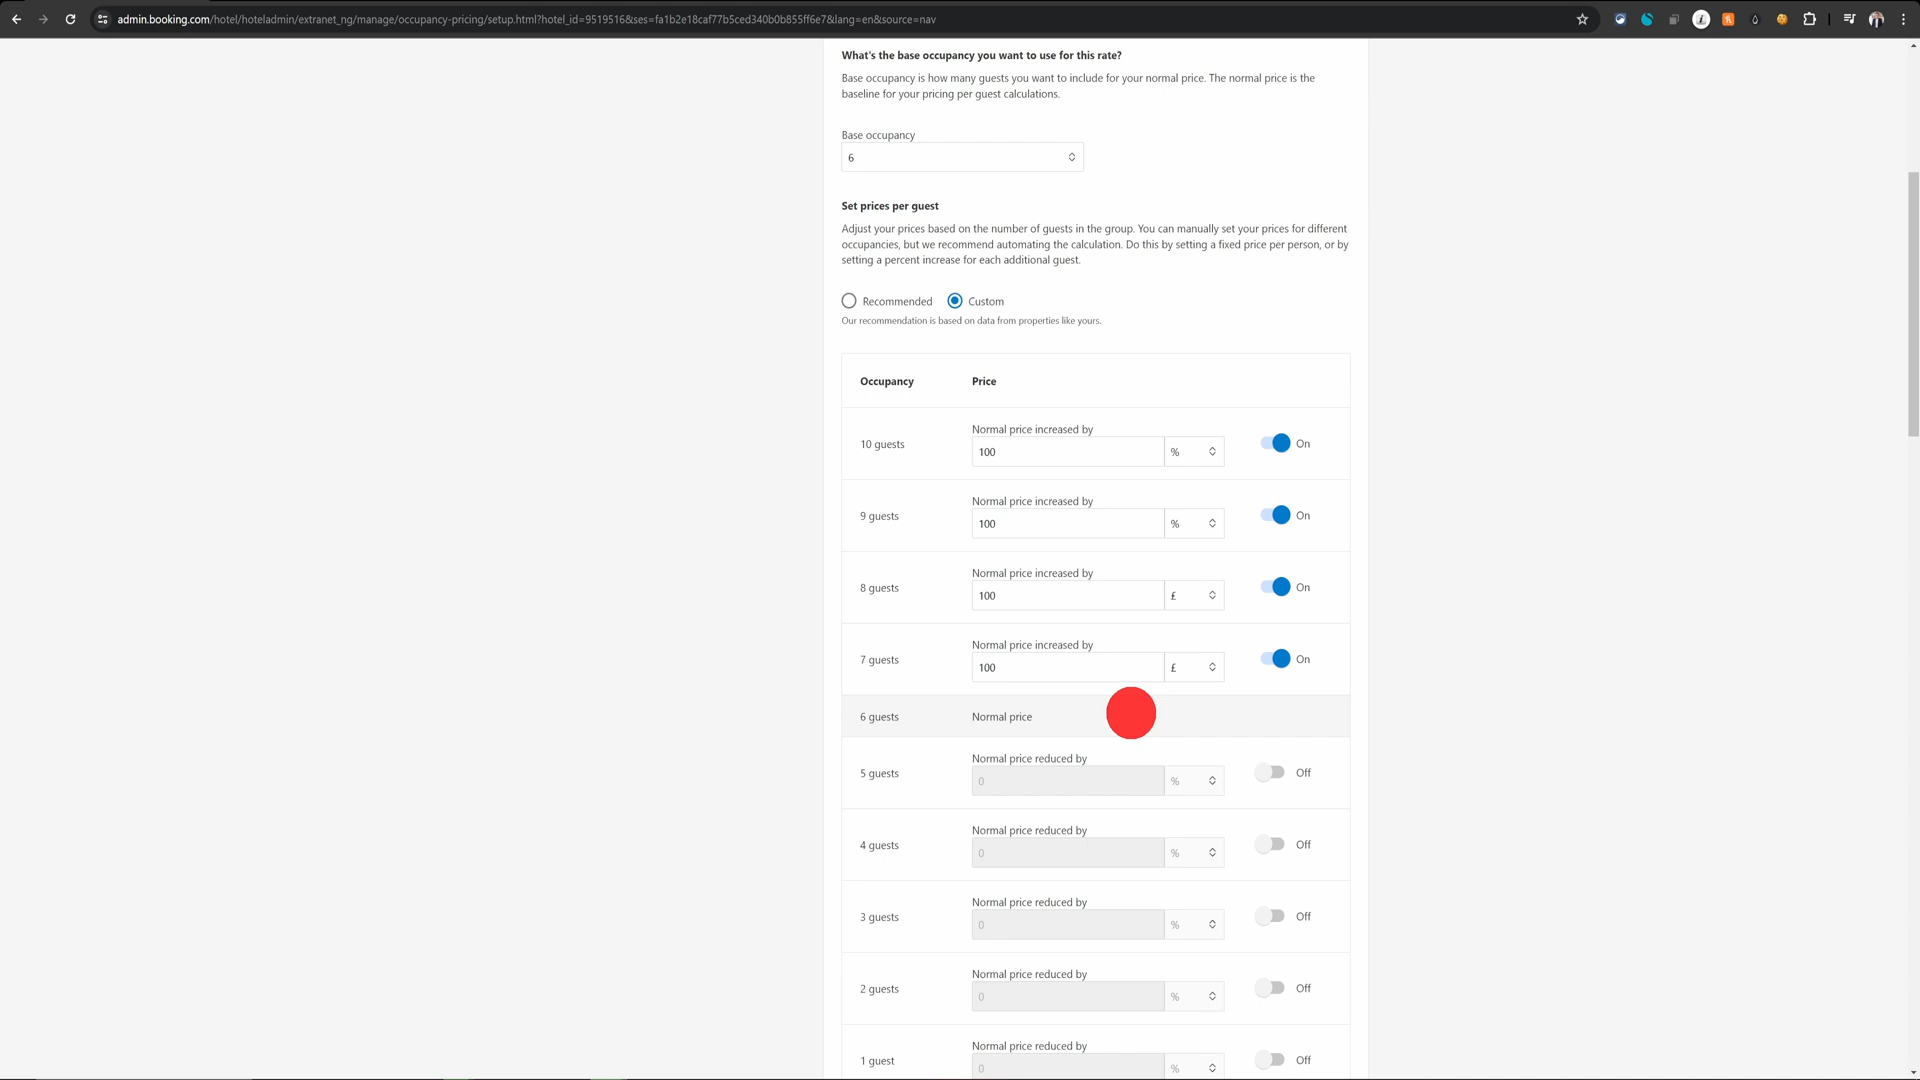 admin.booking.com/hotel/hoteladmin/extranet_ng/manage/occupancy-pricing/setup.html?hotel_id=9519516&ses=fa1b2e18caf77b5ced340b0b855ff6e7&lang=en&source=nav
What's the base occupancy you want to use for this rate?
Base occupancy is how many guests you want to include for your normal price. The normal price is the
baseline for your pricing per guest calculations.
Base occupancy
6
Set prices per guest
Adjust your prices based on the number of guests in the group. You can manually set your prices for different
occupancies, but we recommend automating the calculation. Do this by setting a fixed price per person, or by
setting a percent increase for each additional guest.
Recommended Custom
Our recommendation is based on data from properties like yours.
Occupancy Price
Normal price increased by
10 guests 100 % On
Normal price increased by
9 guests 100 % On
Normal price increased by
8 guests 100 £ On
Normal price increased by
7 guests 100 £ On
6 guests Normal price
Normal price reduced by
5 guests 0 % Off
Normal price reduced by
4 guests 0 % Off
Normal price reduced by
3 guests 0 % Off
Normal price reduced by
2 guests 0 % Off
Normal price reduced by
1 guest 0 % Off